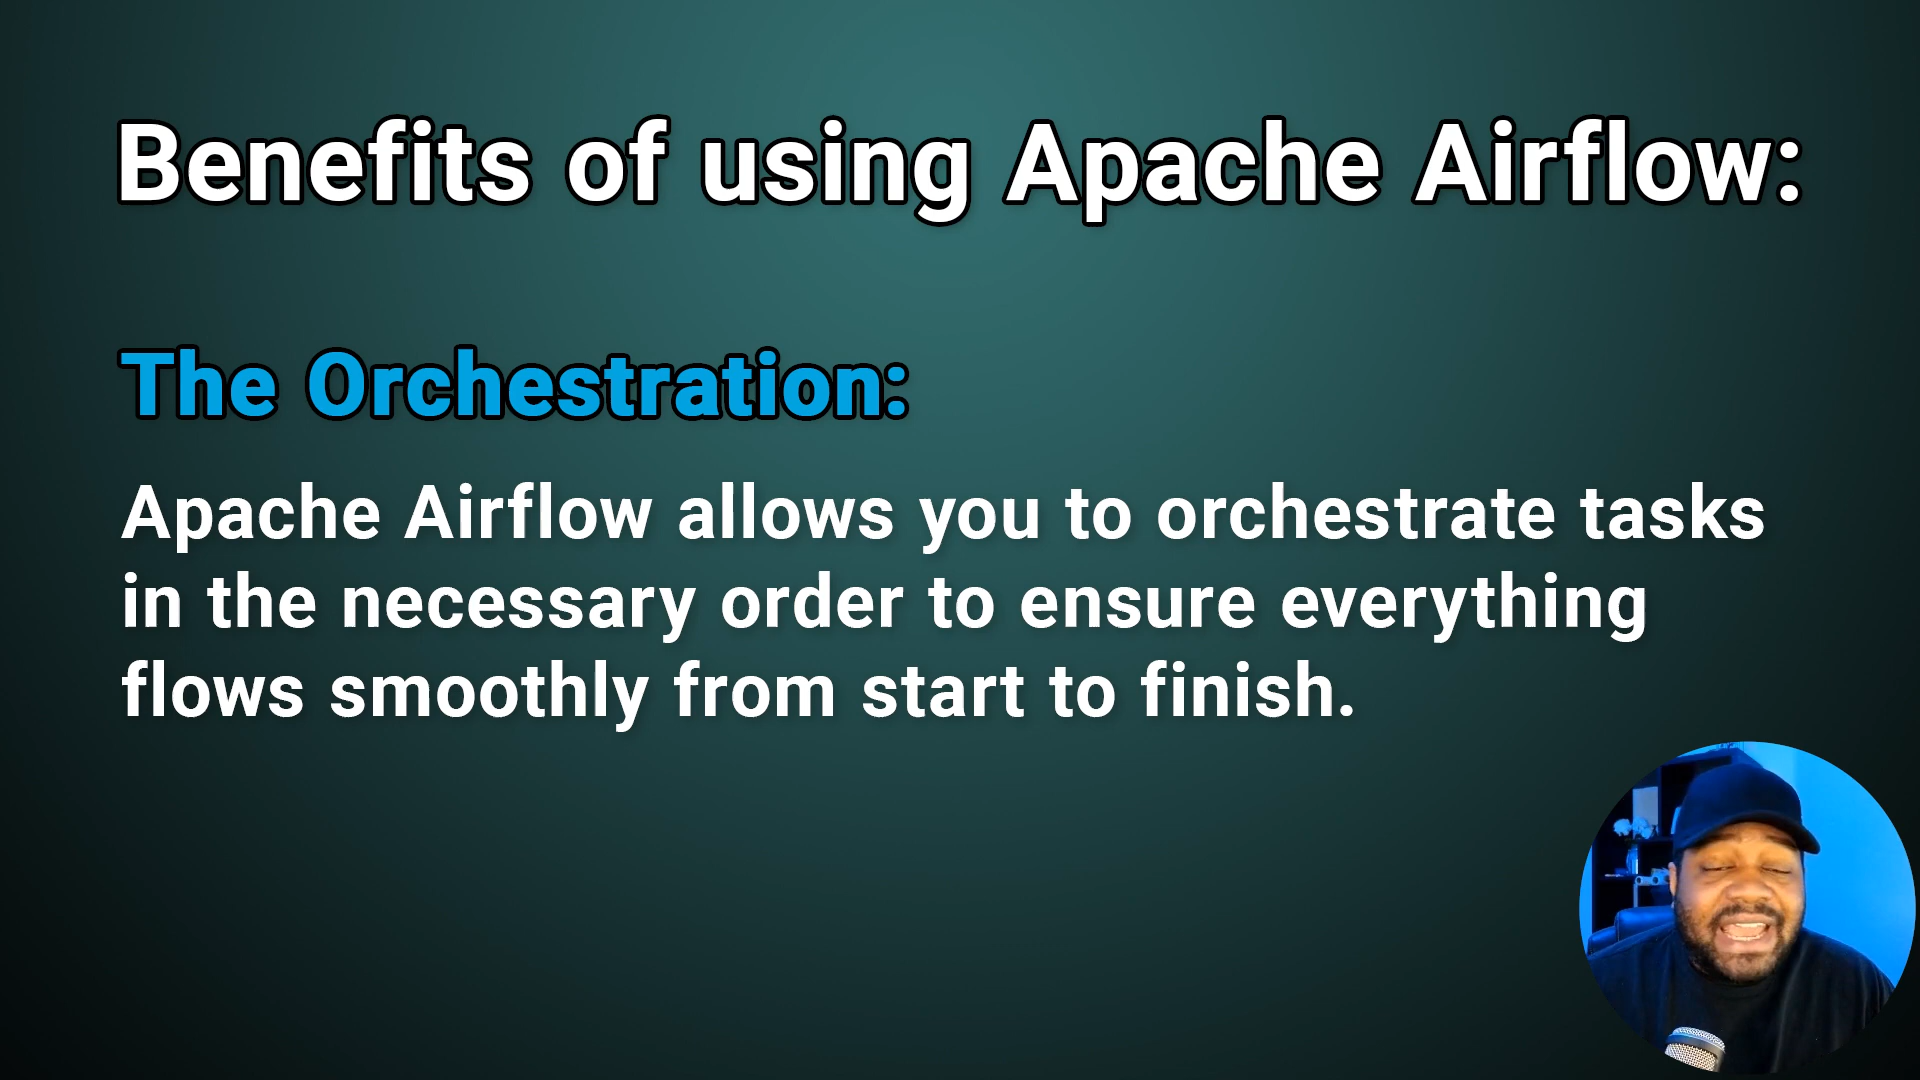 Benefits of using Apache Airflow:
The Orchestration:
Apache Airflow allows you to orchestrate tasks
in the necessary order to ensure everything
flows smoothly from start to finish.